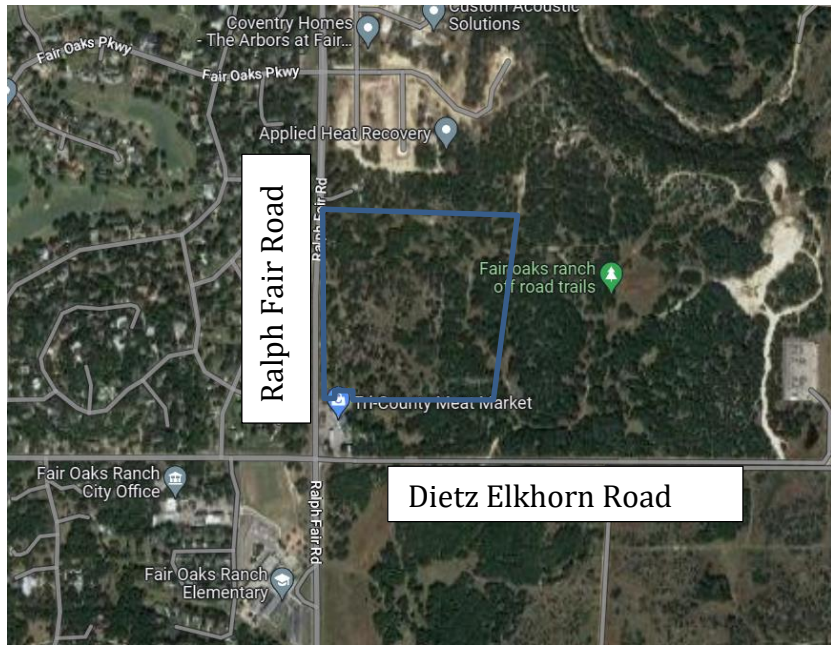 Custom Acoustic
Solutions
Coventry Homes
- The Arbors at Fair...
Fair Oaks Pkwy
Fair Oaks Pkwy
Applied Heat Recovery
Ralph Fair Road
Ralph Fair Rd
Fair oaks ranch
off road trails
Tri-County Meat Market
Fair Oaks Ranch
City Office
Dietz Elkhorn Road
Ralph Fair Rd
Fair Oaks Ranch
Elementary